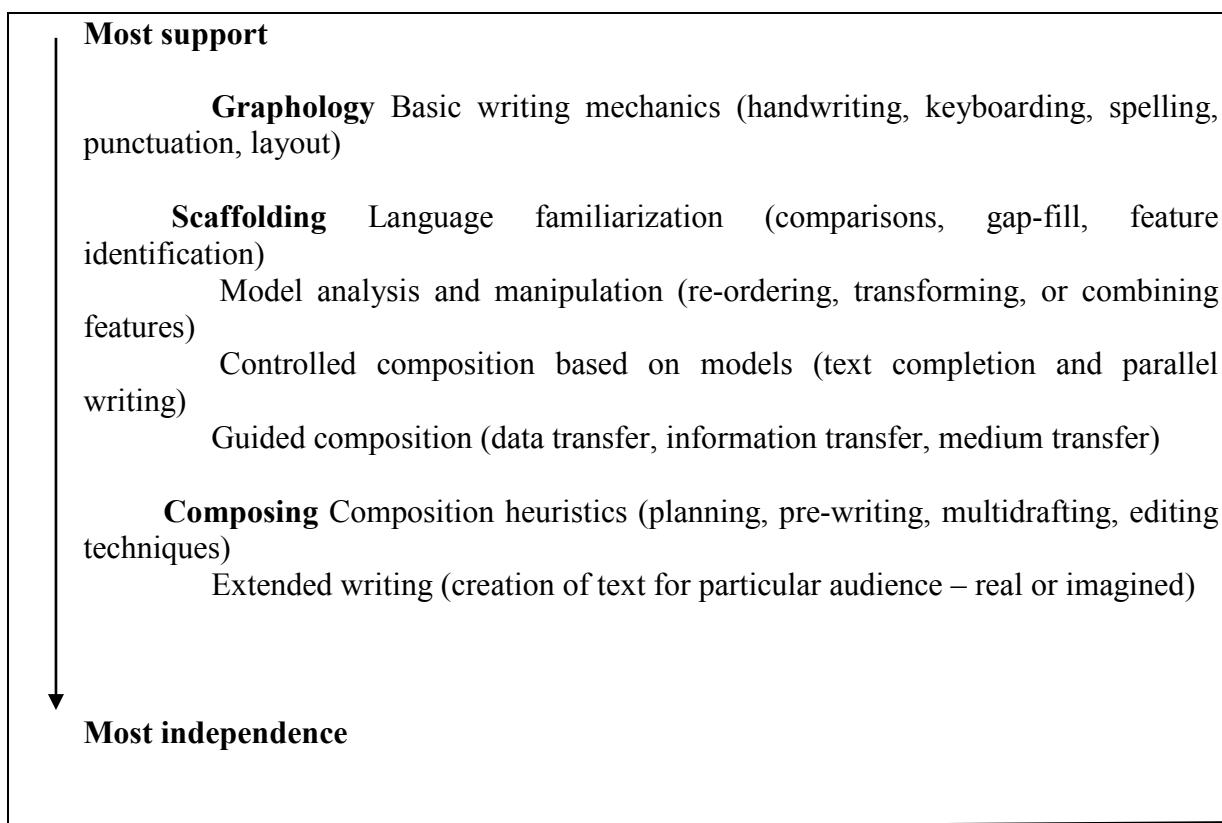 Most support
Graphology Basic writing mechanics (handwriting, keyboarding, spelling,
punctuation, layout)
Scaffolding Language familiarization (comparisons, gap-fill, feature
identification)
Model analysis and manipulation (re-ordering, transforming, or combining
features)
Controlled composition based on models (text completion and parallel
writing)
Guided composition (data transfer, information transfer, medium transfer)
Composing Composition heuristics (planning, pre-writing, multidrafting, editing
techniques)
Extended writing (creation of text for particular audience – real or imagined)
Most independence